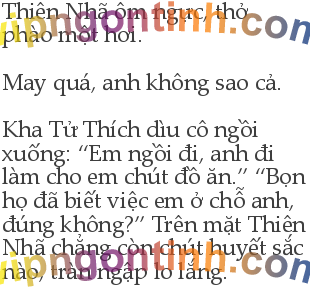 Thiên Nhã ôm ngực, thở
phào một hơi.
May quá, anh không sao cả.
Kha Tử Thích dìu cô ngồi
xuống: “Em ngồi đi, anh đi
làm cho em chút đồ ăn.” “Bọn
họ đã biết việc em ở chỗ anh,
đúng không?” Trên mặt Thiên
Nhã chẳng còn chút huyết sắc
nào, tràn ngập lo lắng.